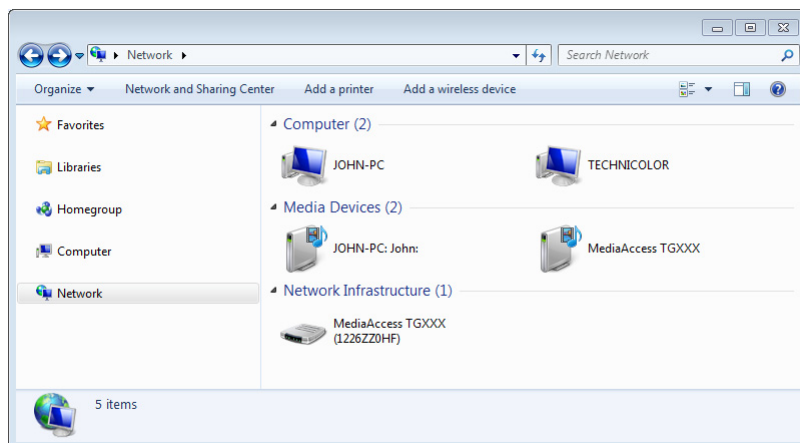 Network
Search Network
Organize Network and Sharing Center Add a printer Add a wireless device
Favorites
Libraries
Homegroup
Computer
Network
Computer (2)
JOHN-PC TECHNICOLOR
Media Devices (2)
JOHN-PC: John: MediaAccess TGXXX
Network Infrastructure (1)
MediaAccess TGXXX
(1226ZZ0HF)
5 items